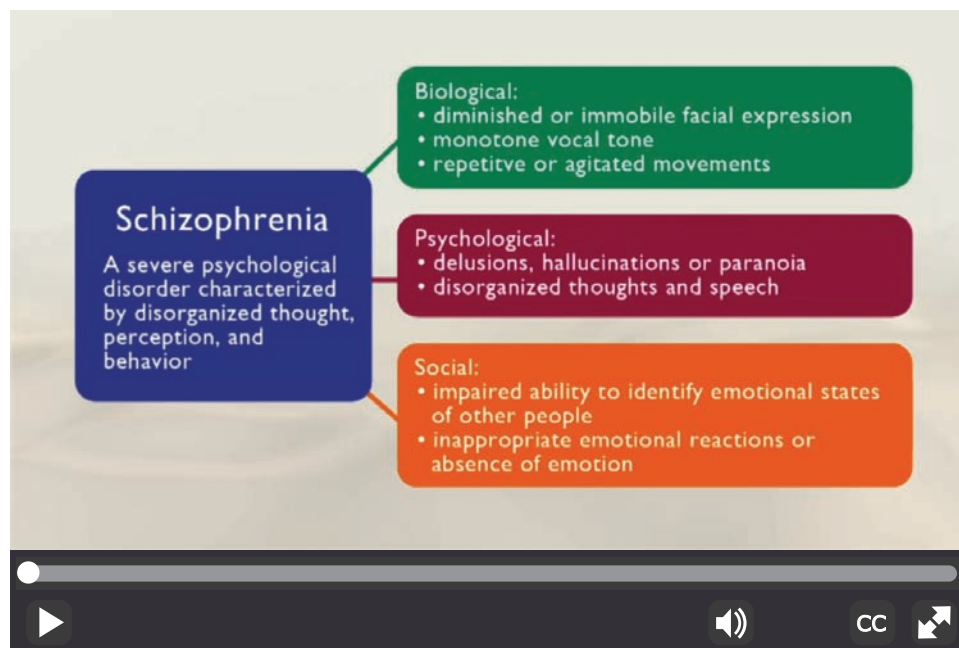 Schizophrenia
A severe psychological
disorder characterized
by disorganized thought,
perception, and
behavior
Biological:
• diminished or immobile facial expression
• monotone vocal tone
• repetitve or agitated movements
Psychological:
• delusions, hallucinations or paranoia
• disorganized thoughts and speech
Social:
• impaired ability to identify emotional states
of other people
• inappropriate emotional reactions or
absence of emotion
CC